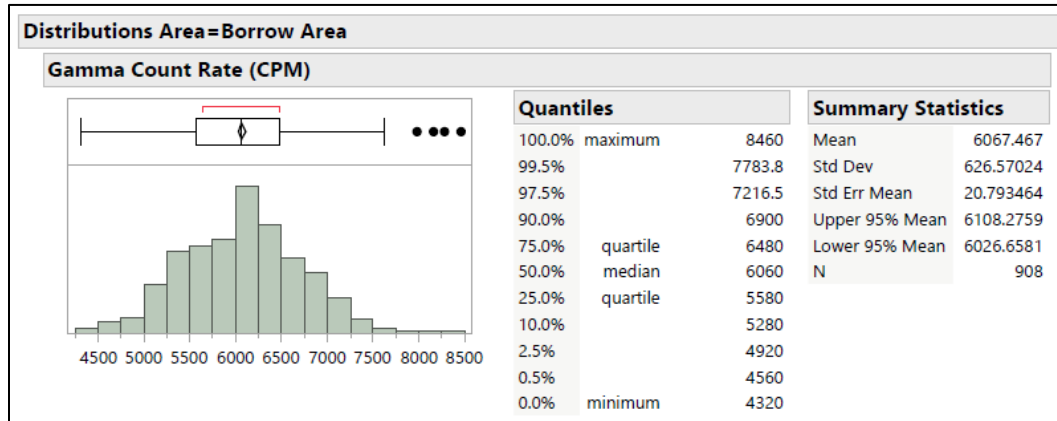 Distributions Area=Borrow Area
Gamma Count Rate (CPM)
4500 5000 5500 6000 6500 7000 7500 8000 8500
Quantiles
100.0% maximum 8460
99.5% 7783.8
97.5% 7216.5
90.0% 6900
75.0% quartile 6480
50.0% median 6060
25.0% quartile 5580
10.0% 5280
2.5% 4920
0.5% 4560
0.0% minimum 4320
Summary Statistics
Mean 6067.467
Std Dev 626.57024
Std Err Mean 20.793464
Upper 95% Mean 6108.2759
Lower 95% Mean 6026.6581
N 908